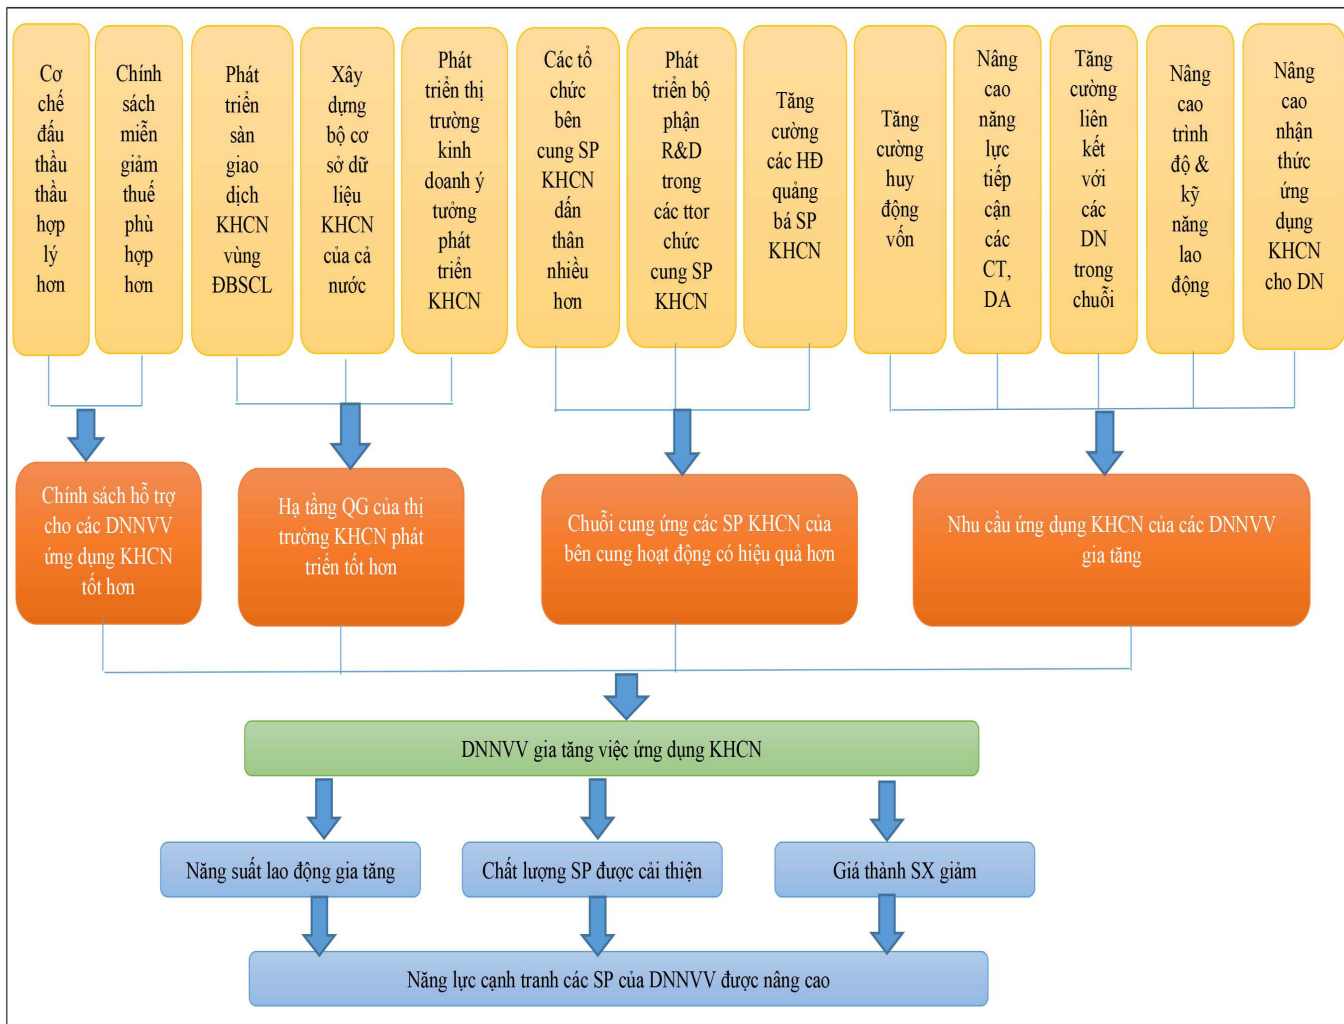 Cơ
chế
đấu
thầu
thầu
hợp
lý
hơn
Chính
sách
miễn
giảm
thuế
phù
hợp
hơn
Phát
triển
sàn
giao
dịch
KHCN
vùng
ĐBSCL
Xây
dựng
bộ cơ
sở dữ
liệu
KHCN
của cả
nước
Phát
triển thị
trường
kinh
doanh ý
tưởng
phát
triển
KHCN
Các tổ
chức
bên
cung SP
KHCN
dấn
thân
nhiều
hơn
Phát
triển bộ
phận
R&D
trong
các ttor
chức
cung SP
KHCN
Tăng
cường
các HĐ
quảng
bá SP
KHCN
Tăng
cường
huy
động
vốn
Nâng
cao
năng
lực
tiếp
cận
các
CT,
DA
Tăng
cường
liên
kết
với
các
DN
trong
chuỗi
Nâng
cao
trình
độ &
kỹ
năng
lao
động
Nâng
cao
nhận
thức
ứng
dụng
KHCN
cho DN
Chính sách hỗ trợ
cho các DNNVV
ứng dụng KHCN
tốt hơn
Hạ tầng QG của thị
trường KHCN phát
triển tốt hơn
Chuỗi cung ứng các SP KHCN của
bên cung hoạt động có hiệu quả hơn
Nhu cầu ứng dụng KHCN của các DNNVV
gia tăng
DNNVV gia tăng việc ứng dụng KHCN
Năng suất lao động gia tăng
Chất lượng SP được cải thiện
Giá thành SX giảm
Năng lực cạnh tranh các SP của DNNVV được nâng cao